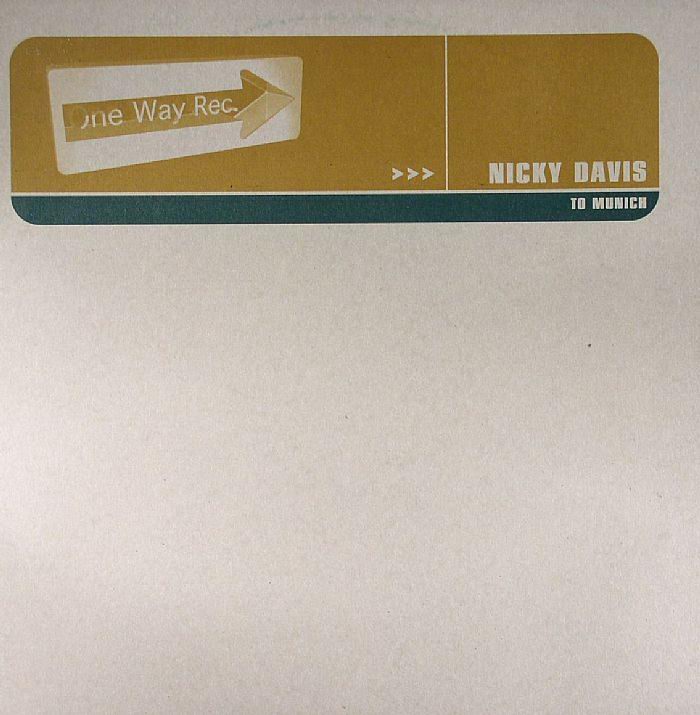 One Way Rec.
>>>
NICKY DAVIS
TO MUNICH